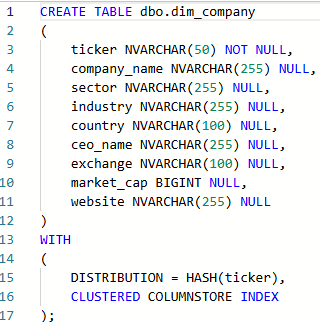 1 CREATE TABLE dbo.dim_company
2 (
3 ticker NVARCHAR(50) NOT NULL,
4 company_name NVARCHAR(255) NULL,
5 sector NVARCHAR(255) NULL,
6 industry NVARCHAR(255) NULL,
7 country NVARCHAR(100) NULL,
8 ceo_name NVARCHAR(255) NULL,
9 exchange NVARCHAR(100) NULL,
10 market_cap BIGINT NULL,
11 website NVARCHAR(255) NULL
12 )
13 WITH
14 (
15 DISTRIBUTION = HASH(ticker),
16 CLUSTERED COLUMNSTORE INDEX
17 );